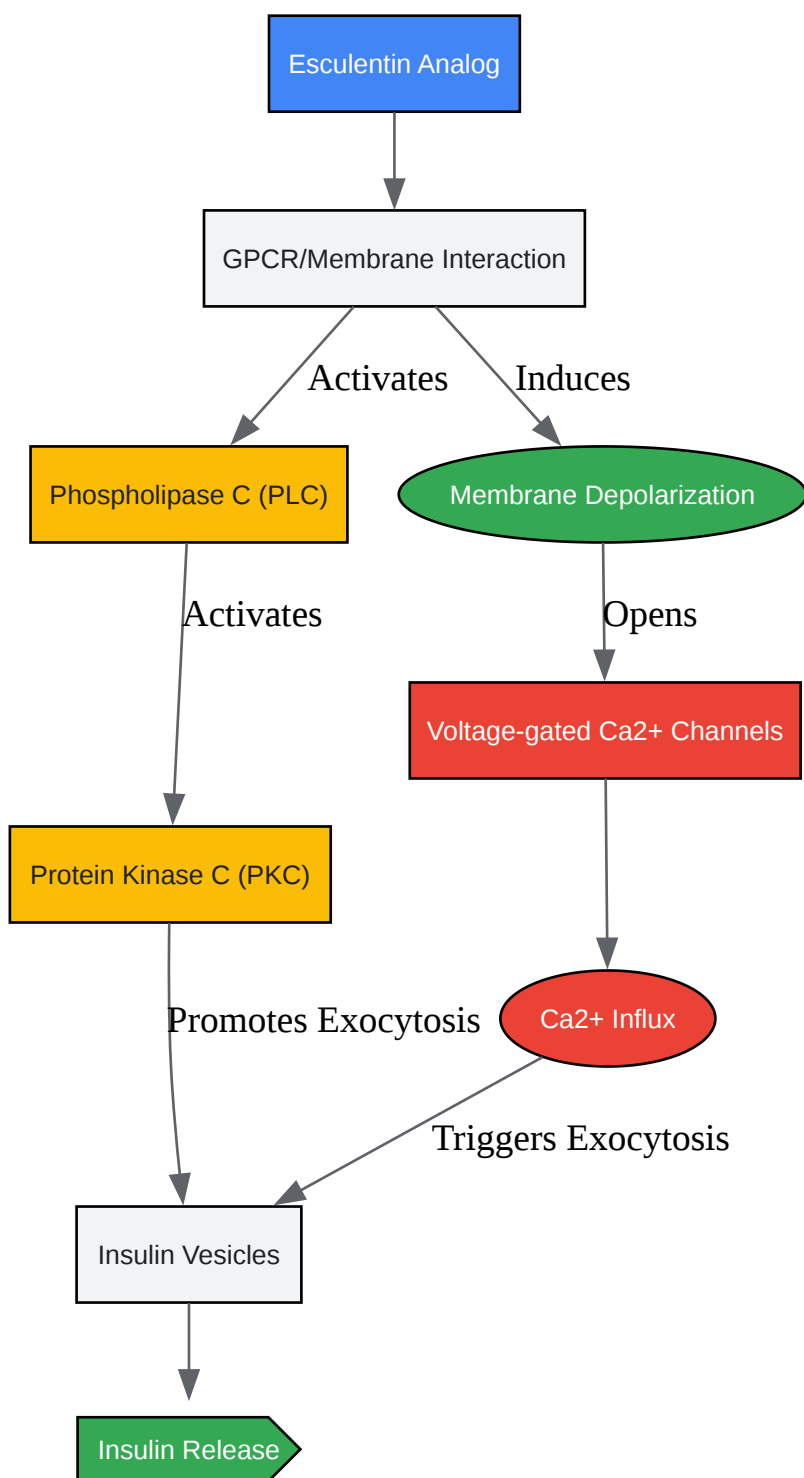 Esculentin Analog
GPCR/Membrane Interaction
Activates
Induces
Phospholipase C (PLC)
Membrane Depolarization
Activates
Opens
Voltage-gated Ca2+ Channels
Protein Kinase C (PKC)
Promotes Exocytosis
Ca2+ Influx
Triggers Exocytosis
Insulin Vesicles
Insulin Release